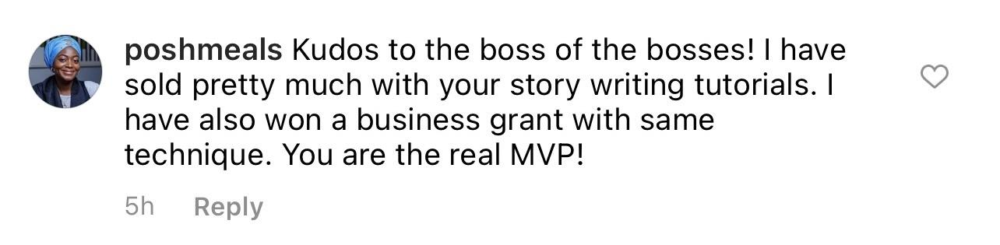 poshmeals Kudos to the boss of the bosses! I have
sold pretty much with your story writing tutorials. I
have also won a business grant with same
technique. You are the real MVP!
5h Reply